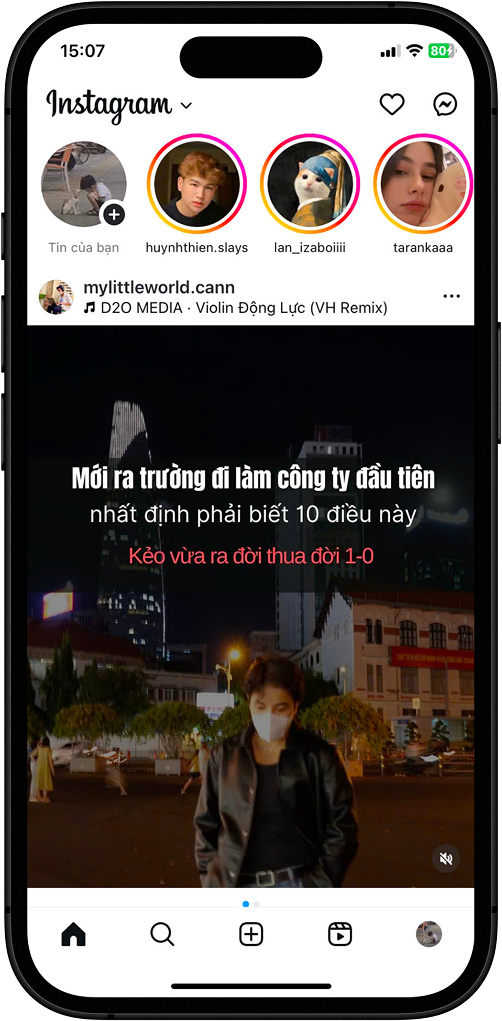 15:07
80
Instagram
Tin của bạn
huynhthien.slays
lan_izaboiiii
tarankaaa
mylittleworld.cann
D2O MEDIA · Violin Động Lực (VH Remix)
Mới ra trường đi làm công ty đầu tiên
nhất định phải biết 10 điều này
Kẻo vừa ra đời thua đời 1-0